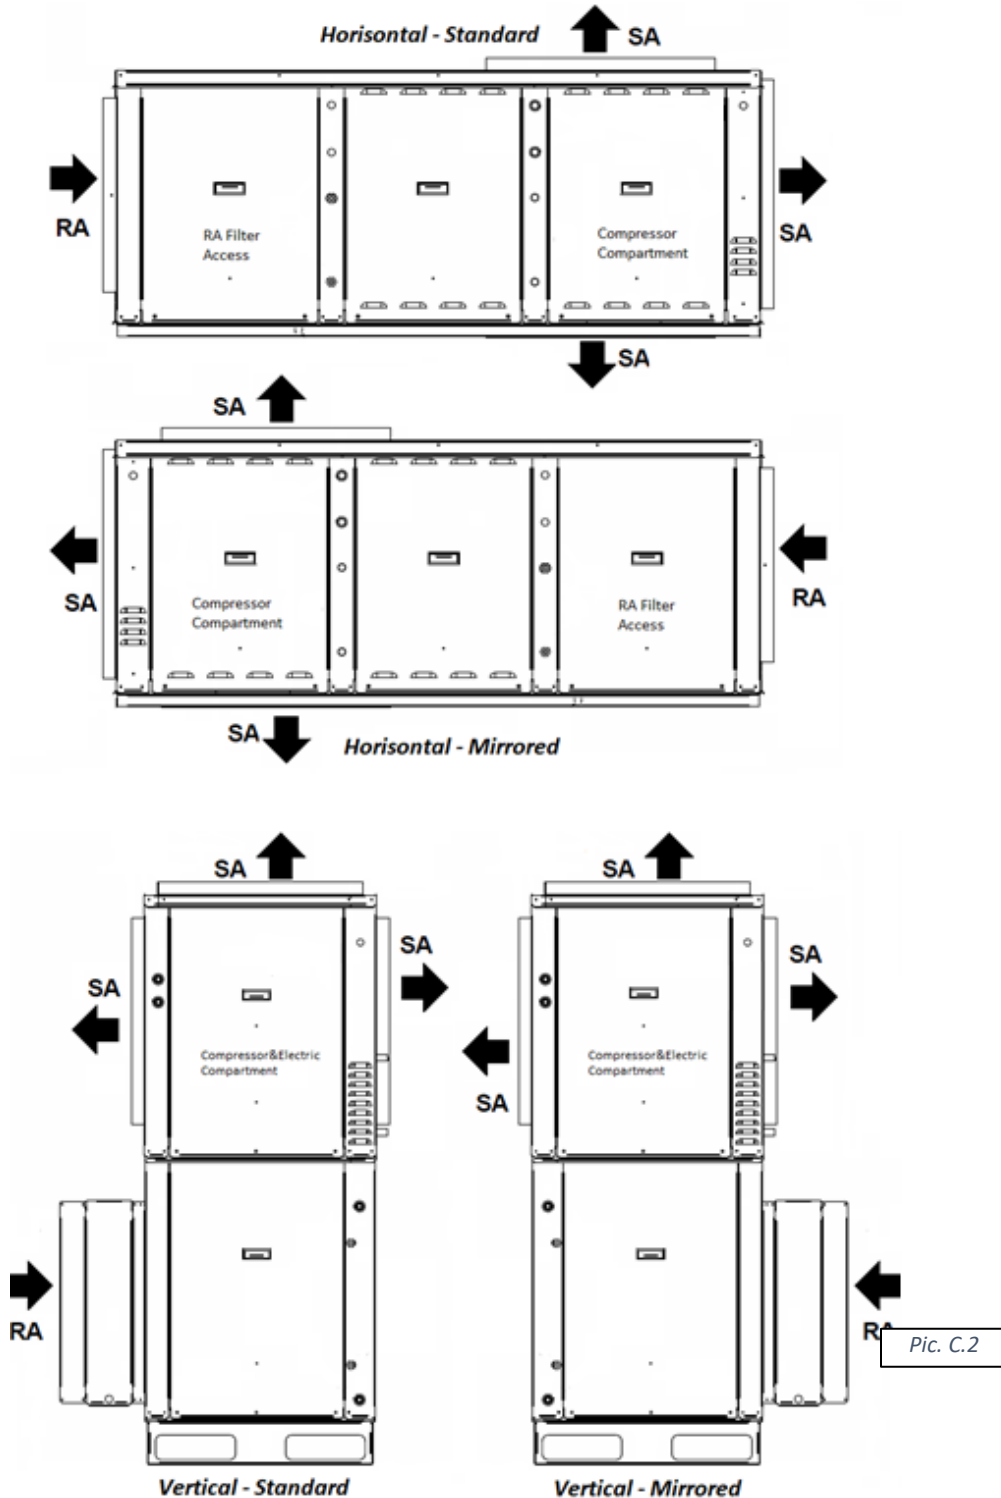 Horisontal - Standard
SA
RA
SA
RA Filter
Access
Compressor
Compartment
SA
SA
SA
RA
Compressor
Compartment
RA Filter
Access
SA
Horisontal - Mirrored
SA
SA
SA
Compressor&Electric
Compartment
RA
Vertical - Standard
SA
SA
SA
Compressor&Electric
Compartment
RA
Pic. C.2
Vertical - Mirrored